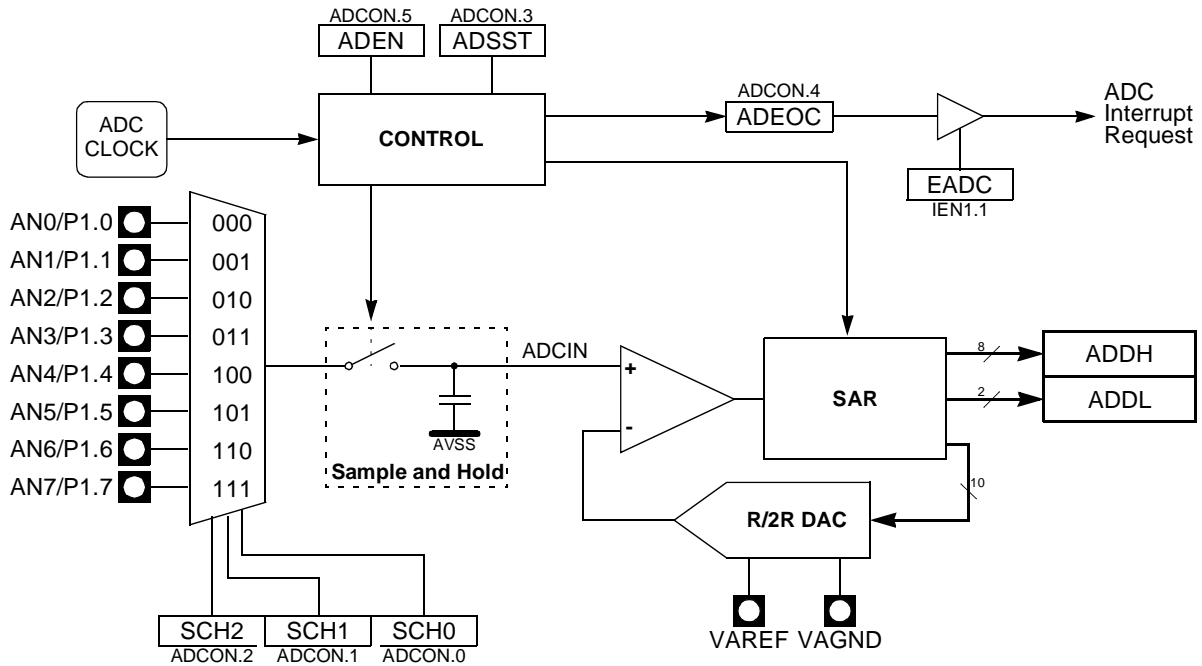 ADCON.5
ADEN
ADCON.3
ADSST
ADC
CLOCK
CONTROL
ADCON.4
ADEOC
ADC
Interrupt
Request
EADC
IEN1.1
AN0/P1.0
000
AN1/P1.1
001
AN2/P1.2
010
AN3/P1.3
011
AN4/P1.4
100
AN5/P1.5
101
AN6/P1.6
110
AN7/P1.7
111
AVSS
Sample and Hold
ADCIN
+
-
SAR
8
ADDH
2
ADDL
10
R/2R DAC
VAREF
VAGND
SCH2
ADCON.2
SCH1
ADCON.1
SCH0
ADCON.0